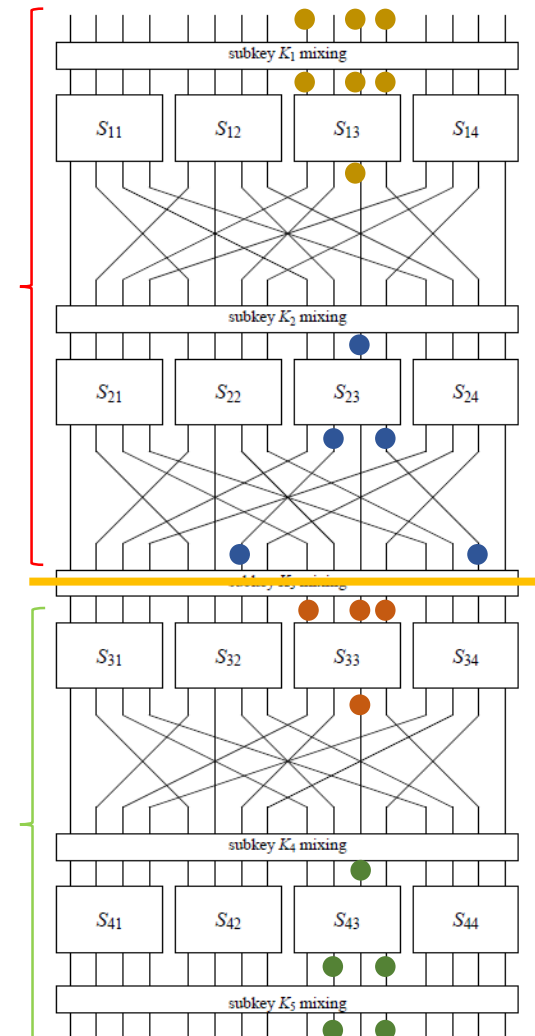 subkey K₁ mixing
S₁₁ S₁₂ S₁₃ S₁₄
subkey K₂ mixing
S₂₁ S₂₂ S₂₃ S₂₄
mixing
S₃₁ S₃₂ S₃₃ S₃₄
subkey K₄ mixing
S₄₁ S₄₂ S₄₃ S₄₄
subkey K₅ mixing